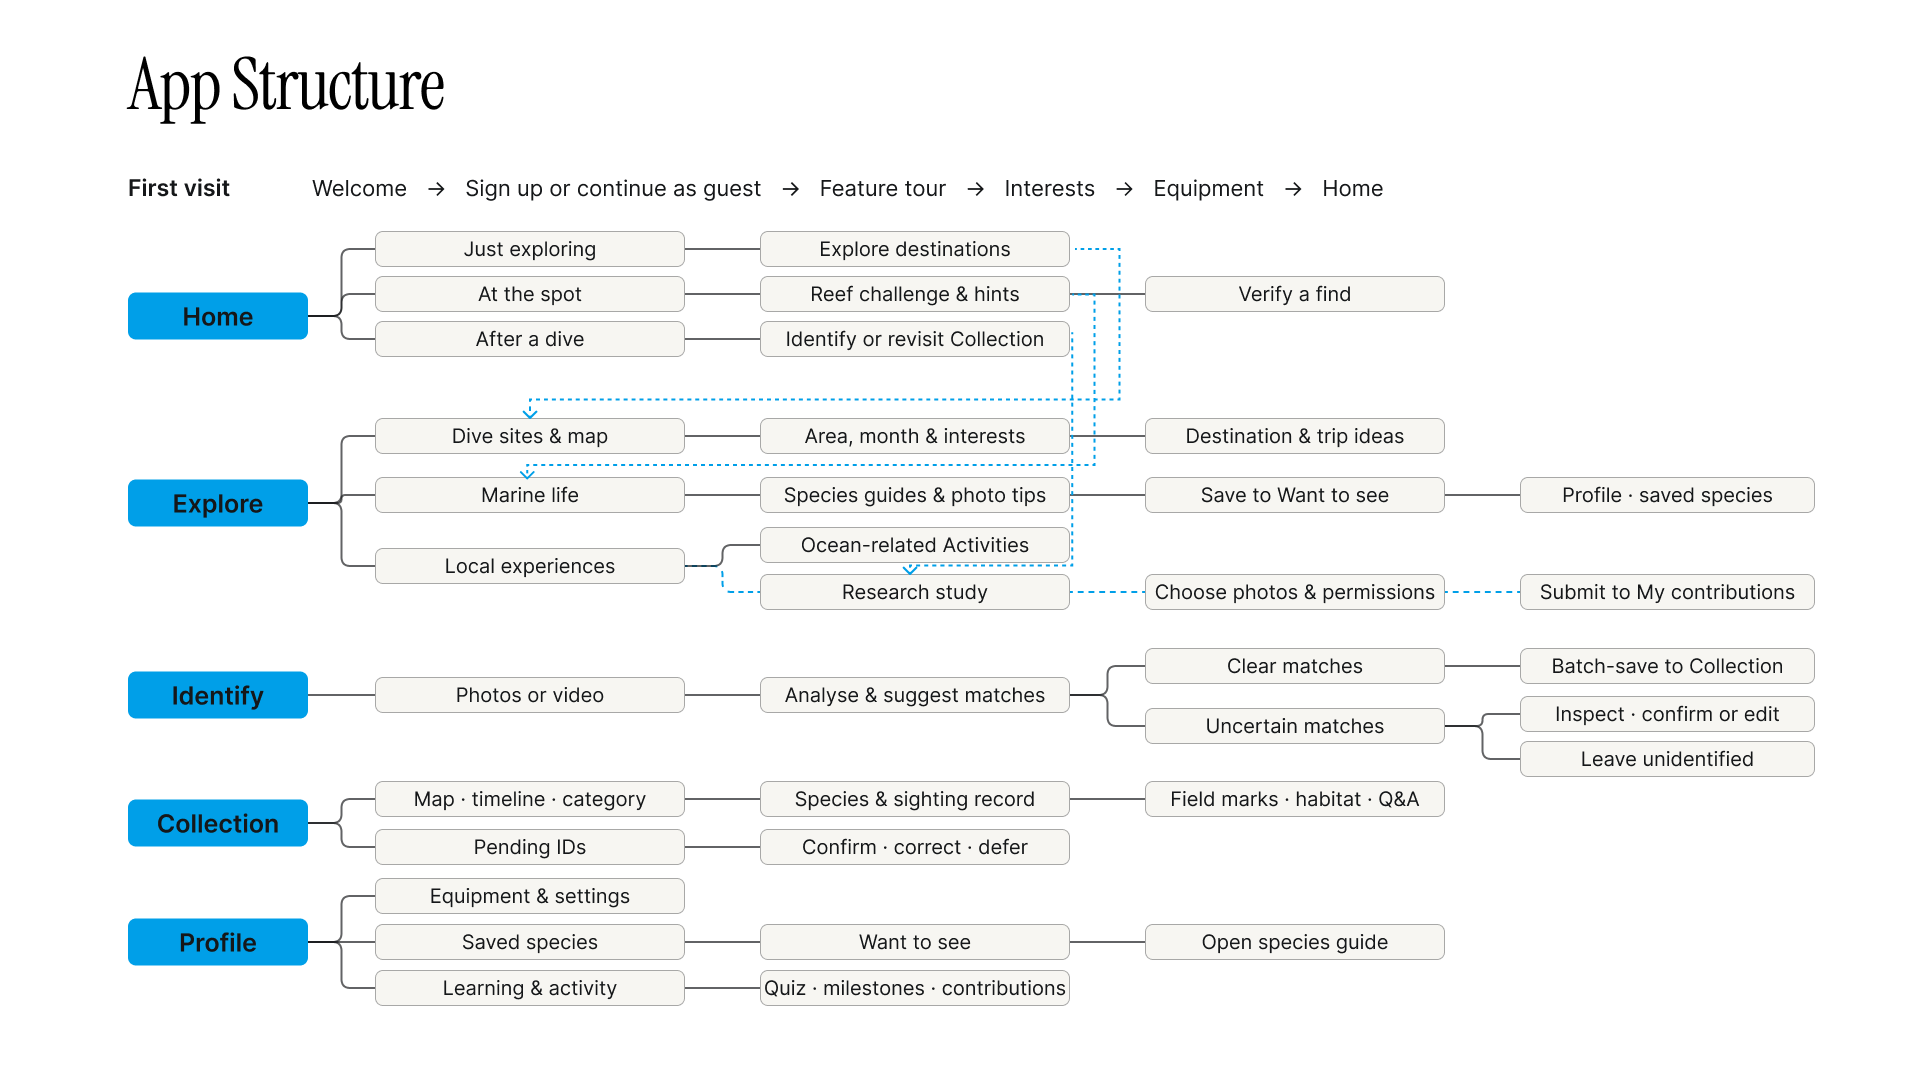 App Structure
First visit Welcome → Sign up or continue as guest → Feature tour → Interests → Equipment → Home
Home
Just exploring
Explore destinations
At the spot
Reef challenge & hints
Verify a find
After a dive
Identify or revisit Collection
Explore
Dive sites & map
Area, month & interests
Destination & trip ideas
Marine life
Species guides & photo tips
Save to Want to see
Profile · saved species
Local experiences
Ocean-related Activities
Research study
Choose photos & permissions
Submit to My contributions
Identify
Photos or video
Analyse & suggest matches
Clear matches
Batch-save to Collection
Uncertain matches
Inspect · confirm or edit
Leave unidentified
Collection
Map · timeline · category
Species & sighting record
Field marks · habitat · Q&A
Pending IDs
Confirm · correct · defer
Profile
Equipment & settings
Saved species
Want to see
Open species guide
Learning & activity
Quiz · milestones · contributions